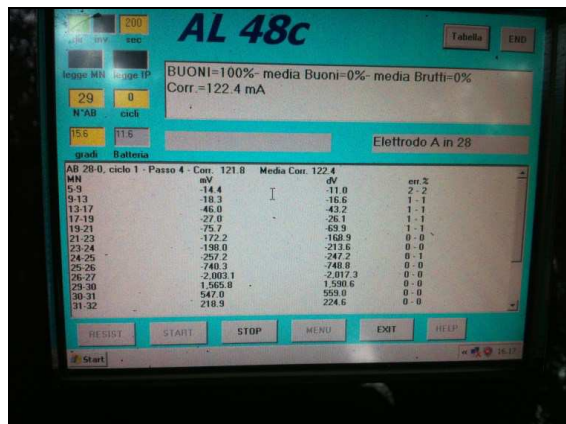 AL 48c
200
mv
sec
Tabella
END
legge MN
legge TP
BUONI=100%- media Buoni=0%- media Brutti=0%
Corr.=122.4 mA
29
0
N°AB
cicli
15.6
11.6
gradi
Batteria
Elettrodo A in 28
AB 28-0, ciclo 1 - Passo 4 - Corr. 121.8 Media Corr. 122.4
MN mV dV err.%
5-9 -14.4 -11.0 2 - 2
9-13 -18.3 -16.6 1 - 1
13-17 -46.0 -43.2 1 - 1
17-19 -27.0 -26.1 1 - 1
19-21 -75.7 -69.9 1 - 1
21-23 -172.2 -168.9 0 - 0
23-24 -198.0 -213.6 0 - 0
24-25 -257.2 -247.2 0 - 1
25-26 -740.3 -748.8 0 - 0
26-27 -2,003.1 -2,017.3 0 - 0
29-30 1,565.8 1,590.6 0 - 0
30-31 547.0 559.0 0 - 0
31-32 218.9 224.6 0 - 0
RESIST
START
STOP
MENU
EXIT
HELP
Start
16.17